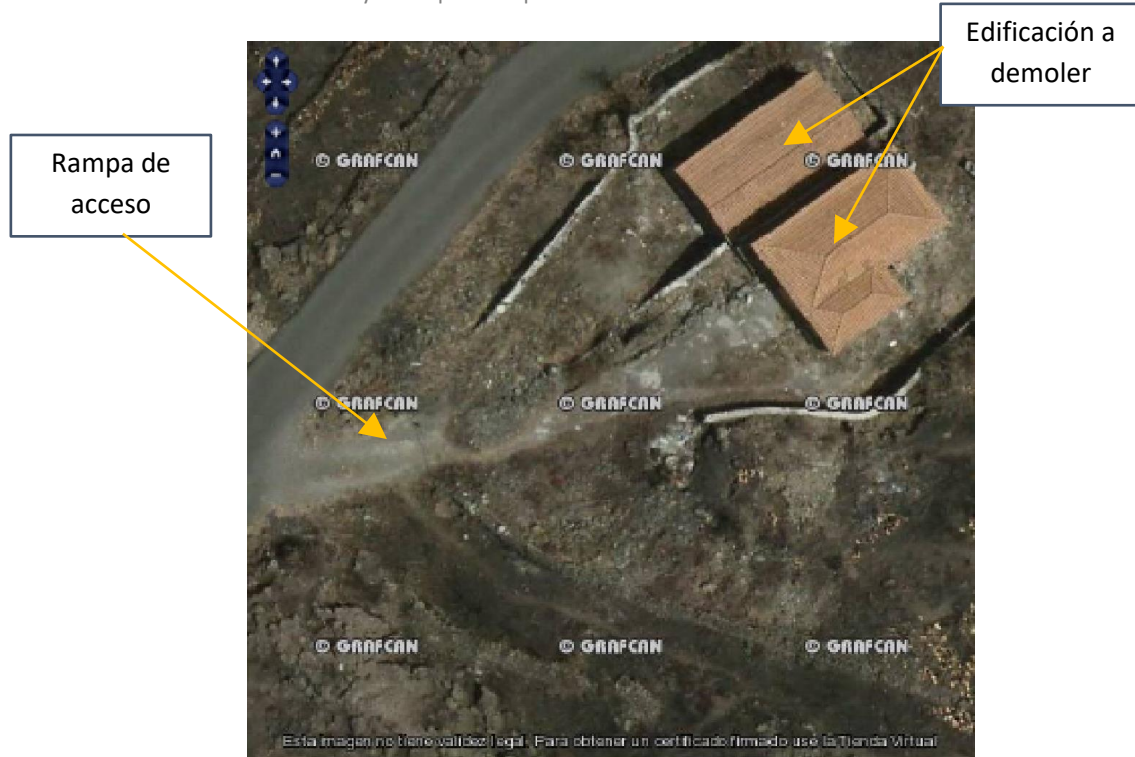 Edificación a
demoler
Rampa de
acceso
© GRAFCAN © GRAFCAN © GRAFCAN
© GRAFCAN © GRAFCAN © GRAFCAN
© GRAFCAN © GRAFCAN © GRAFCAN
Esta imagen no tiene validez legal. Para obtener un certificado firmado use la Tienda Virtual